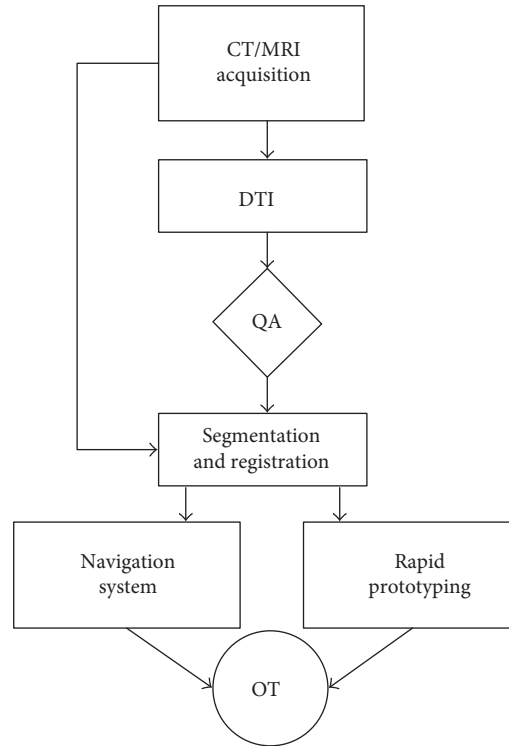 CT/MRI
acquisition
DTI
QA
Segmentation
and registration
Navigation
system
Rapid
prototyping
OT